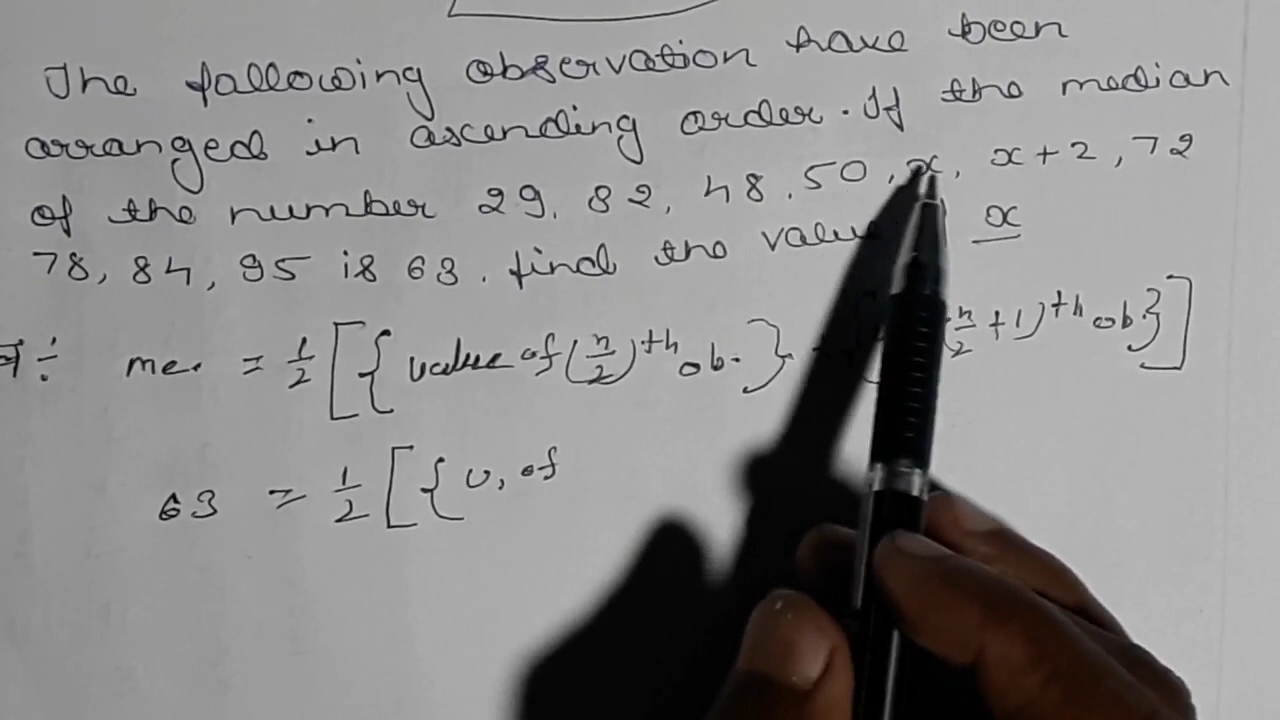 The following observation have been
arranged in ascending order. If the median
of the number 29, 82, 48, 50, x, x+2, 72
78, 84, 95 is 63. find the value x
me. = 1/2 [{value of (n/2)th ob.} (n/2 + 1)th ob.}]
63 = 1/2 [{v, of